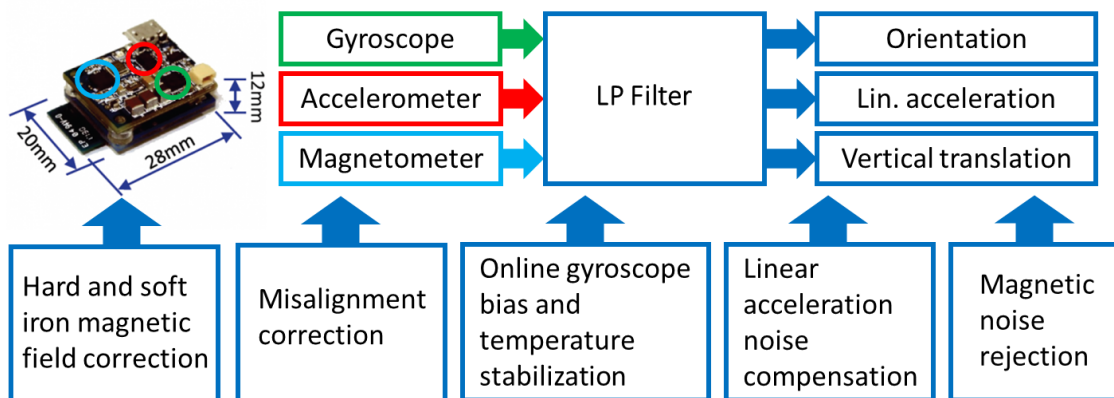 Gyroscope
Accelerometer
Magnetometer
LP Filter
Orientation
Lin. acceleration
Vertical translation
12mm
20mm
28mm
Hard and soft
iron magnetic
field correction
Misalignment
correction
Online gyroscope
bias and
temperature
stabilization
Linear
acceleration
noise
compensation
Magnetic
noise
rejection